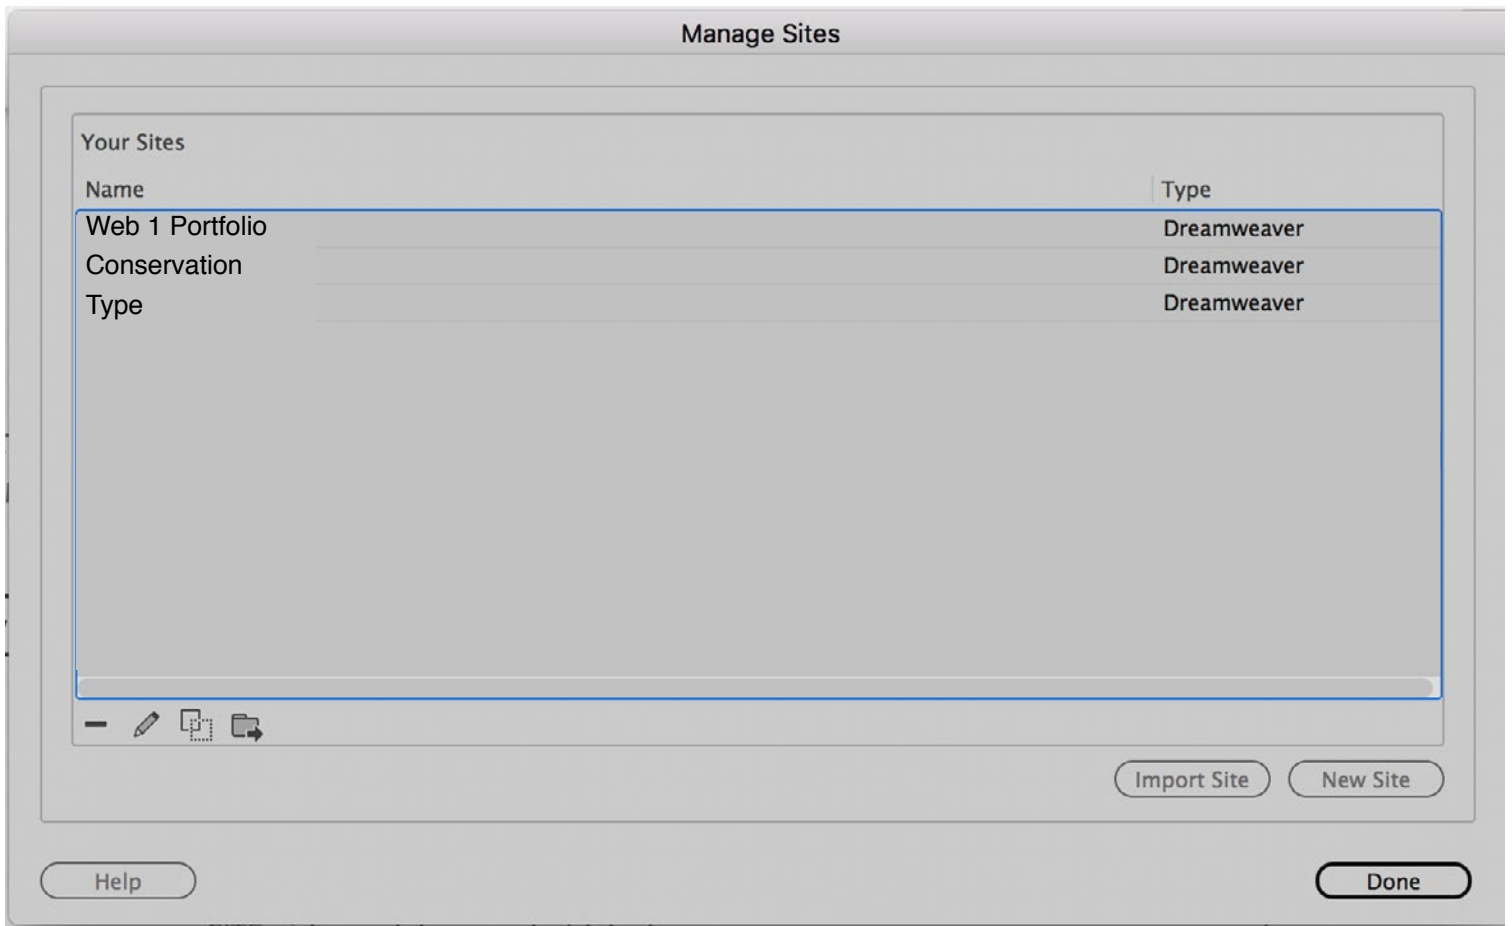 Manage Sites
Your Sites
Name Type
Web 1 Portfolio Dreamweaver
Conservation Dreamweaver
Type Dreamweaver
Import Site New Site
Help Done